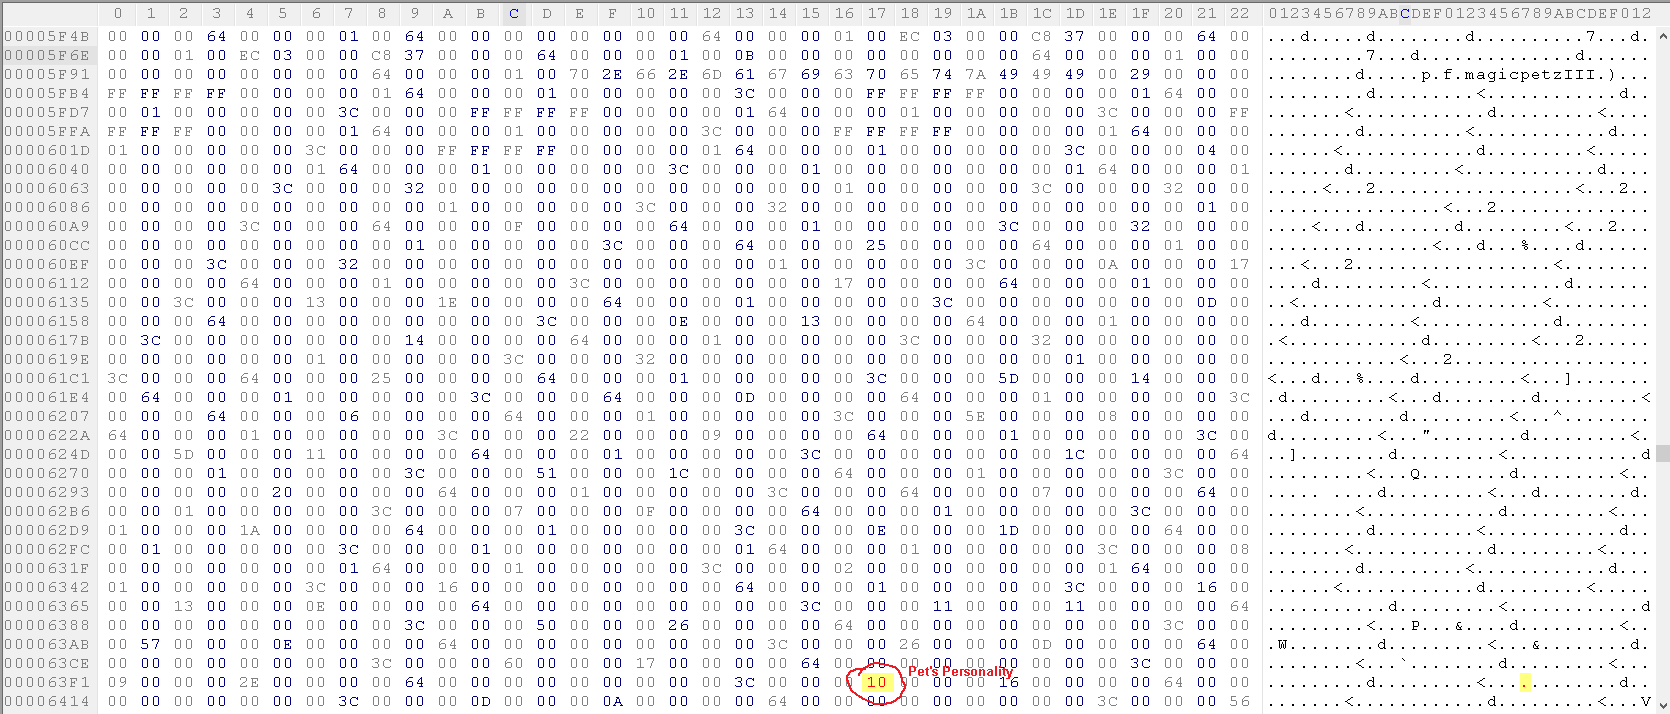 0 1 2 3 4 5 6 7 8 9 A B C D E F 10 11 12 13 14 15 16 17 18 19 1A 1B 1C 1D 1E 1F 20 21 22 0123456789ABCDEF0123456789ABCDEF012
00005F4B 00 00 00 64 00 00 00 01 00 64 00 00 00 00 00 00 00 00 64 00 00 00 01 00 EC 03 00 00 C8 37 00 00 00 64 00 ...d.....d........d..........7...d.
00005F6E 00 00 01 00 EC 03 00 00 C8 37 00 00 00 64 00 00 00 01 00 0B 00 00 00 00 00 00 00 00 64 00 00 00 01 00 00 .........7...d..............d......
00005F91 00 00 00 00 00 00 00 00 64 00 00 00 01 00 70 2E 66 2E 6D 61 67 69 63 70 65 74 7A 49 49 49 00 29 00 00 00 ........d.....p.f.magicpetzIII.)...
00005FB4 FF FF FF FF 00 00 00 00 01 64 00 00 00 01 00 00 00 00 00 3C 00 00 00 FF FF FF FF 00 00 00 00 01 64 00 00 .........d.........<............d..
00005FD7 00 01 00 00 00 00 00 3C 00 00 00 FF FF FF FF 00 00 00 00 01 64 00 00 00 01 00 00 00 00 00 3C 00 00 00 FF .......<............d.........<....
00005FFA FF FF FF 00 00 00 00 01 64 00 00 00 01 00 00 00 00 00 3C 00 00 00 FF FF FF FF 00 00 00 00 01 64 00 00 00 ........d.........<............d...
0000601D 01 00 00 00 00 00 3C 00 00 00 FF FF FF FF 00 00 00 00 01 64 00 00 00 01 00 00 00 00 00 3C 00 00 00 04 00 ......<............d.........<.....
00006040 00 00 00 00 00 00 01 64 00 00 00 01 00 00 00 00 00 3C 00 00 00 01 00 00 00 00 00 00 00 01 64 00 00 00 01 .......d.........<............d....
00006063 00 00 00 00 00 3C 00 00 00 32 00 00 00 00 00 00 00 00 00 00 00 00 01 00 00 00 00 00 3C 00 00 00 32 00 00 .....<...2..................<...2..
00006086 00 00 00 00 00 00 00 00 00 00 01 00 00 00 00 00 3C 00 00 00 32 00 00 00 00 00 00 00 00 00 00 00 00 01 00 ................<...2..............
000060A9 00 00 00 00 3C 00 00 00 64 00 00 00 0F 00 00 00 00 64 00 00 00 01 00 00 00 00 00 3C 00 00 00 32 00 00 00 ....<...d........d.........<...2...
000060CC 00 00 00 00 00 00 00 00 00 01 00 00 00 00 00 3C 00 00 00 64 00 00 00 25 00 00 00 00 64 00 00 00 01 00 00 ...............<...d...%....d......
000060EF 00 00 00 3C 00 00 00 32 00 00 00 00 00 00 00 00 00 00 00 00 01 00 00 00 00 00 3C 00 00 00 0A 00 00 00 17 ...<...2..................<........
00006112 00 00 00 00 64 00 00 00 01 00 00 00 00 00 3C 00 00 00 00 00 00 00 17 00 00 00 00 64 00 00 00 01 00 00 00 ....d.........<............d.......
00006135 00 00 3C 00 00 00 13 00 00 00 1E 00 00 00 00 64 00 00 00 01 00 00 00 00 00 3C 00 00 00 00 00 00 00 0D 00 ..<............d.........<.........
00006158 00 00 00 64 00 00 00 00 00 00 00 00 00 3C 00 00 00 0E 00 00 00 13 00 00 00 00 64 00 00 00 01 00 00 00 00 ...d.........<............d........
0000617B 00 3C 00 00 00 00 00 00 00 14 00 00 00 00 64 00 00 00 01 00 00 00 00 00 3C 00 00 00 32 00 00 00 00 00 00 .<............d.........<...2......
0000619E 00 00 00 00 00 00 01 00 00 00 00 00 3C 00 00 00 32 00 00 00 00 00 00 00 00 00 00 00 00 01 00 00 00 00 00 ............<...2..................
000061C1 3C 00 00 00 64 00 00 00 25 00 00 00 00 64 00 00 00 01 00 00 00 00 00 3C 00 00 00 5D 00 00 00 14 00 00 00 <...d...%....d.........<...].......
000061E4 00 64 00 00 00 01 00 00 00 00 00 3C 00 00 00 64 00 00 00 0D 00 00 00 00 64 00 00 00 01 00 00 00 00 00 3C .d.........<...d........d.........<
00006207 00 00 00 64 00 00 00 06 00 00 00 00 64 00 00 00 01 00 00 00 00 00 3C 00 00 00 5E 00 00 00 08 00 00 00 00 ...d........d.........<...^........
0000622A 64 00 00 00 01 00 00 00 00 00 3C 00 00 00 22 00 00 00 09 00 00 00 00 64 00 00 00 01 00 00 00 00 00 3C 00 d.........<..."........d.........<.
0000624D 00 00 5D 00 00 00 11 00 00 00 00 64 00 00 00 01 00 00 00 00 00 3C 00 00 00 00 00 00 00 1C 00 00 00 00 64 ..]........d.........<............d
00006270 00 00 00 01 00 00 00 00 00 3C 00 00 00 51 00 00 00 1C 00 00 00 00 64 00 00 00 01 00 00 00 00 00 3C 00 00 .........<...Q........d.........<..
00006293 00 00 00 00 00 20 00 00 00 00 64 00 00 00 01 00 00 00 00 00 3C 00 00 00 64 00 00 00 07 00 00 00 00 64 00 ..... ....d.........<...d........d.
000062B6 00 00 01 00 00 00 00 00 3C 00 00 00 07 00 00 00 0F 00 00 00 00 64 00 00 00 01 00 00 00 00 00 3C 00 00 00 ........<............d.........<...
000062D9 01 00 00 00 1A 00 00 00 00 64 00 00 00 01 00 00 00 00 00 3C 00 00 00 0E 00 00 00 1D 00 00 00 00 64 00 00 .........d.........<............d..
000062FC 00 01 00 00 00 00 00 3C 00 00 00 01 00 00 00 00 00 00 00 01 64 00 00 00 01 00 00 00 00 00 3C 00 00 00 08 .......<............d.........<....
0000631F 00 00 00 00 00 00 00 01 64 00 00 00 01 00 00 00 00 00 3C 00 00 00 02 00 00 00 00 00 00 00 01 64 00 00 00 ........d.........<............d...
00006342 01 00 00 00 00 00 3C 00 00 00 16 00 00 00 00 00 00 00 00 64 00 00 00 01 00 00 00 00 00 3C 00 00 00 16 00 ......<............d.........<.....
00006365 00 00 13 00 00 00 0E 00 00 00 00 64 00 00 00 00 00 00 00 00 00 3C 00 00 00 11 00 00 00 11 00 00 00 00 64 ...........d.........<............d
00006388 00 00 00 00 00 00 00 00 00 3C 00 00 00 50 00 00 00 26 00 00 00 00 64 00 00 00 00 00 00 00 00 00 3C 00 00 .........<...P...&....d.........<..
000063AB 00 57 00 00 00 0E 00 00 00 00 64 00 00 00 00 00 00 00 00 00 3C 00 00 00 26 00 00 00 0D 00 00 00 00 64 00 .W........d.........<...&........d.
000063CE 00 00 00 00 00 00 00 00 3C 00 00 00 60 00 00 00 17 00 00 00 00 64 00 00 00 00 00 00 00 00 00 3C 00 00 00 ........<...`........d.........<...
Pet's Personality
000063F1 09 00 00 00 2E 00 00 00 00 64 00 00 00 00 00 00 00 00 00 3C 00 00 00 10 00 00 00 16 00 00 00 00 64 00 00 .........d.........<............d..
00006414 00 00 00 00 00 00 00 3C 00 00 00 0D 00 00 00 0A 00 00 00 00 64 00 00 00 00 00 00 00 00 00 3C 00 00 00 56 .......<............d.........<...V